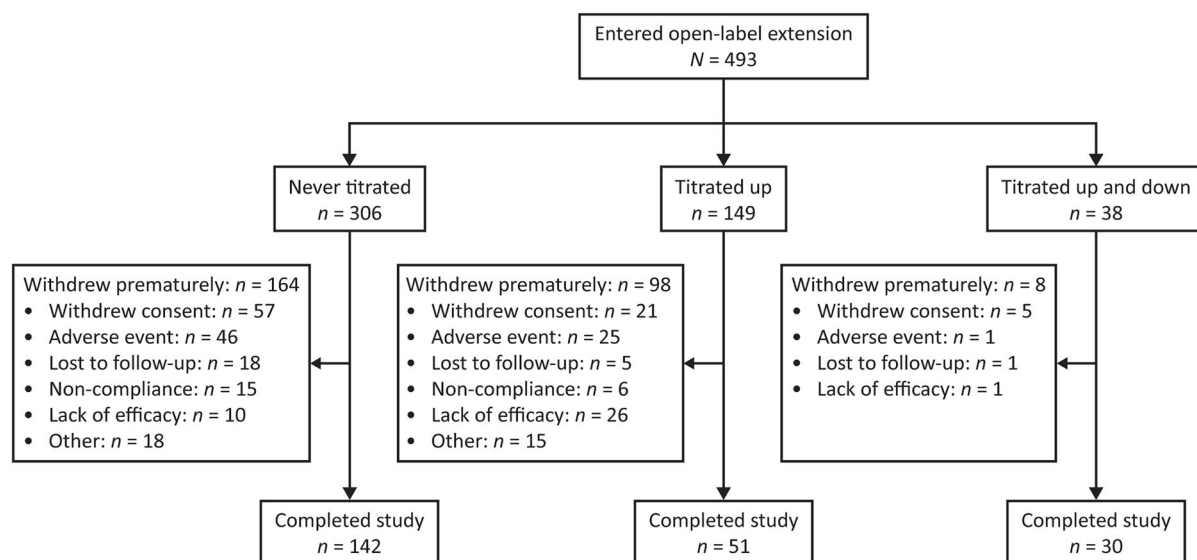 Entered open-label extension
N = 493
Never titrated
n = 306
Titrated up
n = 149
Titrated up and down
n = 38
Withdrew prematurely: n = 164
• Withdrew consent: n = 57
• Adverse event: n = 46
• Lost to follow-up: n = 18
• Non-compliance: n = 15
• Lack of efficacy: n = 10
• Other: n = 18
Withdrew prematurely: n = 98
• Withdrew consent: n = 21
• Adverse event: n = 25
• Lost to follow-up: n = 5
• Non-compliance: n = 6
• Lack of efficacy: n = 26
• Other: n = 15
Withdrew prematurely: n = 8
• Withdrew consent: n = 5
• Adverse event: n = 1
• Lost to follow-up: n = 1
• Lack of efficacy: n = 1
Completed study
n = 142
Completed study
n = 51
Completed study
n = 30